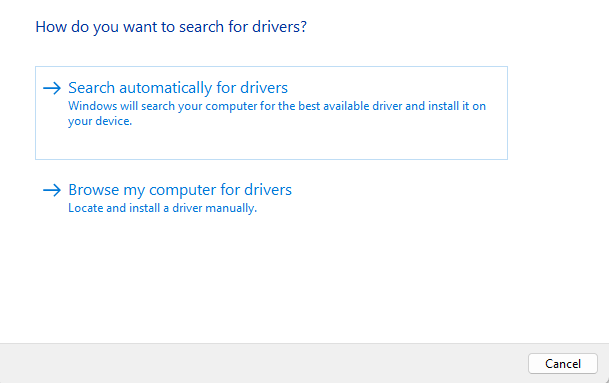 How do you want to search for drivers?
Search automatically for drivers
Windows will search your computer for the best available driver and install it on
your device.
Browse my computer for drivers
Locate and install a driver manually.
Cancel